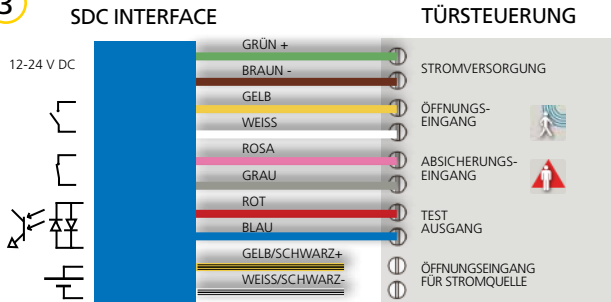 3
SDC INTERFACE
TÜRSTEUERUNG
12-24 V DC
GRÜN +
BRAUN -
STROMVERSORGUNG
GELB
WEISS
ÖFFNUNGS-
EINGANG
ROSA
GRAU
ABSICHERUNGS-
EINGANG
ROT
BLAU
TEST
AUSGANG
GELB/SCHWARZ+
WEISS/SCHWARZ-
ÖFFNUNGSEINGANG
FÜR STROMQUELLE